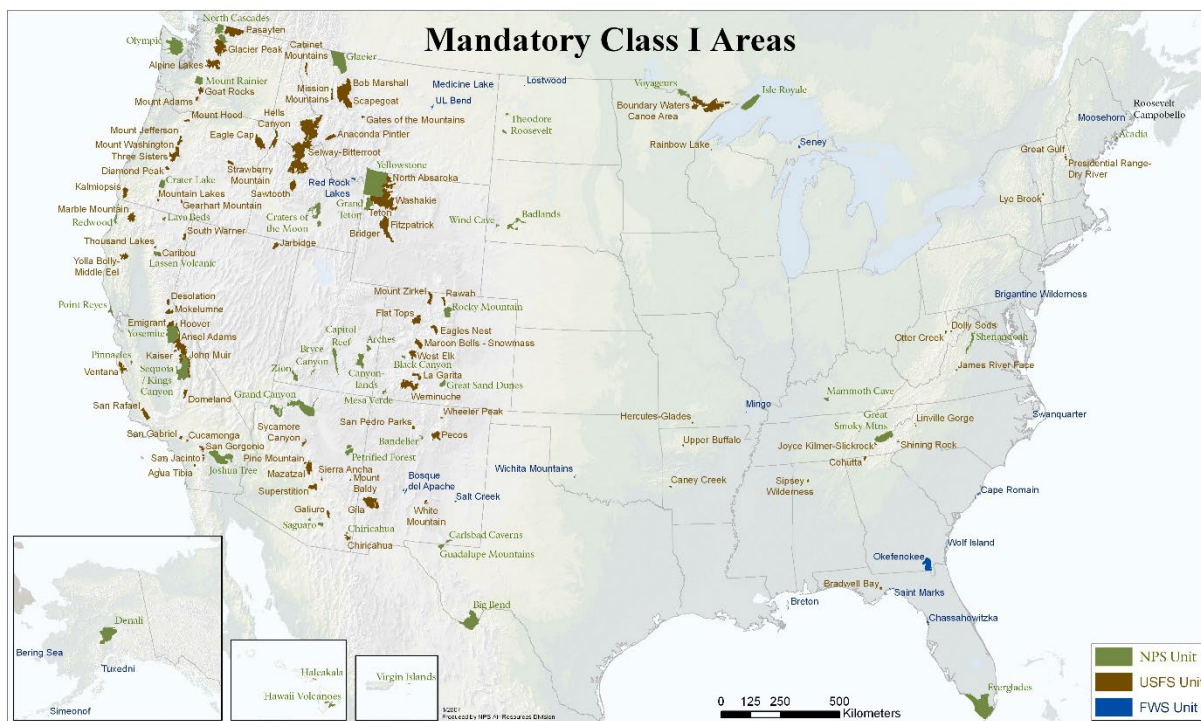 Mandatory Class I Areas
North Cascades
Pasayten
Olympic
Glacier Peak
Alpine Lakes
Cabinet
Mountains
Glacier
Mount Rainier
Goat Rocks
Mission
Mountains
Bob Marshall
Scapegoat
Medicine Lake
Lostwood
UL Bend
Mount Adams
Mount Hood
Hells
Canyon
Gates of the Mountains
Theodore
Roosevelt
Voyageurs
Isle Royale
Boundary Waters
Canoe Area
Rainbow Lake
Seney
Roosevelt
Campobello
Moosehorn
Acadia
Great Gulf
Presidential Range-
Dry River
Lye Brook
Mount Jefferson
Mount Washington
Three Sisters
Diamond Peak
Eagle Cap
Anaconda Pintler
Selway-Bitterroot
Strawberry
Mountain
Sawtooth
Red Rock
Lakes
Yellowstone
North Absaroka
Washakie
Grand
Teton
Teton
Fitzpatrick
Bridger
Kalmiopsis
Crater Lake
Mountain Lakes
Gearhart Mountain
Marble Mountain
Redwood
Lava Beds
South Warner
Craters of
the Moon
Jarbidge
Wind Cave
Badlands
Thousand Lakes
Caribou
Lassen Volcanic
Yolla Bolly-
Middle Eel
Point Reyes
Desolation
Mokelumne
Emigrant
Hoover
Yosemite
Ansel Adams
Pinnacles
Kaiser
John Muir
Ventana
Sequoia
/ Kings
Canyon
Domeland
San Rafael
San Gabriel
Cucamonga
San Gorgonio
San Jacinto
Agua Tibia
Joshua Tree
Mount Zirkel
Rawah
Rocky Mountain
Flat Tops
Eagles Nest
Maroon Bells - Snowmass
West Elk
Black Canyon
La Garita
Great Sand Dunes
Weminuche
Capitol
Reef
Arches
Bryce
Canyon
Zion
Canyon-
lands
Mesa Verde
Grand Canyon
Wheeler Peak
San Pedro Parks
Pecos
Bandelier
Sycamore
Canyon
Petrified Forest
Pine Mountain
Mazatzal
Sierra Ancha
Mount
Baldy
Superstition
Bosque
del Apache
Salt Creek
White
Mountain
Gila
Galiuro
Saguaro
Chiricahua
Chiricahua
Carlsbad Caverns
Guadalupe Mountains
Big Bend
Wichita Mountains
Hercules-Glades
Mingo
Upper Buffalo
Caney Creek
Sipsey
Wilderness
Mammoth Cave
Great
Smoky Mtns
Joyce Kilmer-Slickrock
Cohutta
Linville Gorge
Shining Rock
Brigantine Wilderness
Dolly Sods
Otter Creek
Shenandoah
James River Face
Swanquarter
Cape Romain
Wolf Island
Okefenokee
Bradwell Bay
Saint Marks
Breton
Chassahowitzka
Everglades
Denali
Bering Sea
Tuxedni
Simeonof
Haleakala
Hawaii Volcanoes
Virgin Islands
Produced by NPS Air Resources Division
0 125 250 500
Kilometers
NPS Unit
USFS Unit
FWS Unit